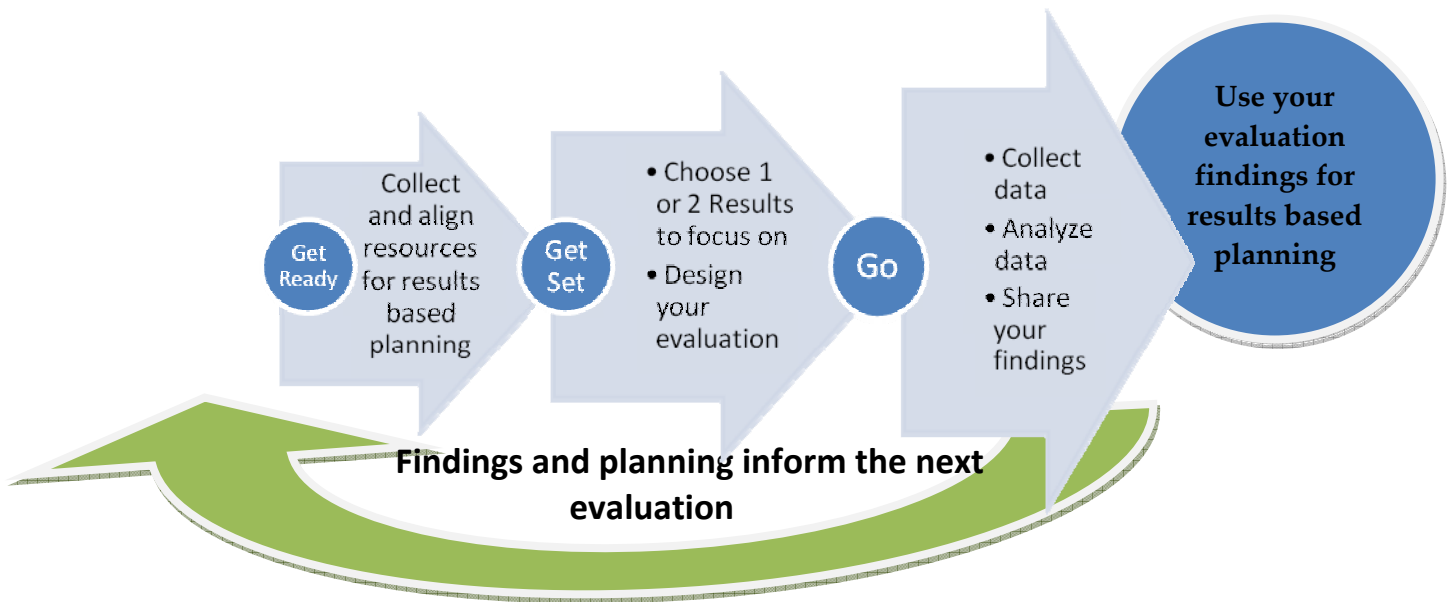 Get
Ready
Collect
and align
resources
for results
based
planning
Get
Set
• Choose 1
or 2 Results
to focus on
• Design
your
evaluation
Go
• Collect
data
• Analyze
data
• Share
your
findings
Use your
evaluation
findings for
results based
planning
Findings and planning inform the next
evaluation